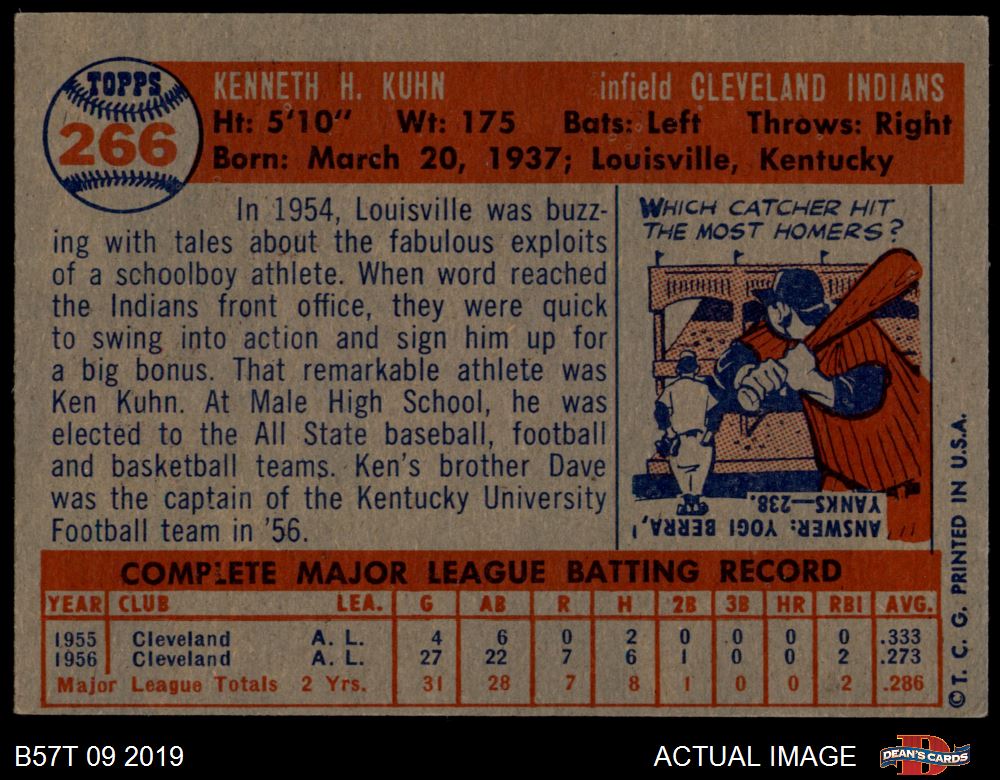 TOPPS
266
KENNETH H. KUHN infield CLEVELAND INDIANS
Ht: 5'10" Wt: 175 Bats: Left Throws: Right
Born: March 20, 1937; Louisville, Kentucky
In 1954, Louisville was buzz-
ing with tales about the fabulous exploits
of a schoolboy athlete. When word reached
the Indians front office, they were quick
to swing into action and sign him up for
a big bonus. That remarkable athlete was
Ken Kuhn. At Male High School, he was
elected to the All State baseball, football
and basketball teams. Ken's brother Dave
was the captain of the Kentucky University
Football team in '56.
WHICH CATCHER HIT
THE MOST HOMERS?
ANSWER: YOGI BERRA,
YANKS—238.
COMPLETE MAJOR LEAGUE BATTING RECORD
YEAR CLUB LEA. G AB R H 2B 3B HR RBI AVG.
1955 Cleveland A. L. 4 6 0 2 0 0 0 0 .333
1956 Cleveland A. L. 27 22 7 6 1 0 0 2 .273
Major League Totals 2 Yrs. 31 28 7 8 1 0 0 2 .286
© T. C. G. PRINTED IN U.S.A.
B57T 09 2019 ACTUAL IMAGE DEAN'S CARDS